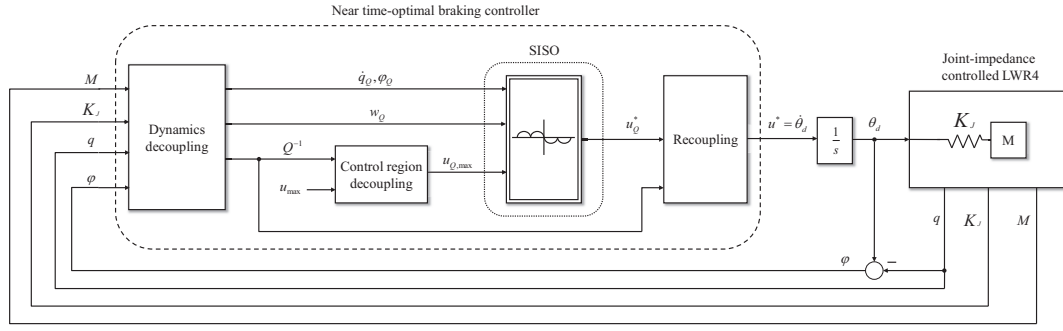 Near time-optimal braking controller
SISO
Joint-impedance
controlled LWR4
M
K_J
q
φ
Dynamics
decoupling
q̇_Q, φ_Q
w_Q
Q⁻¹
u_max
Control region
decoupling
u_Q,max
u*_Q
Recoupling
u* = θ̇_d
1
s
θ_d
K_J
M
q
K_J
M
φ
−